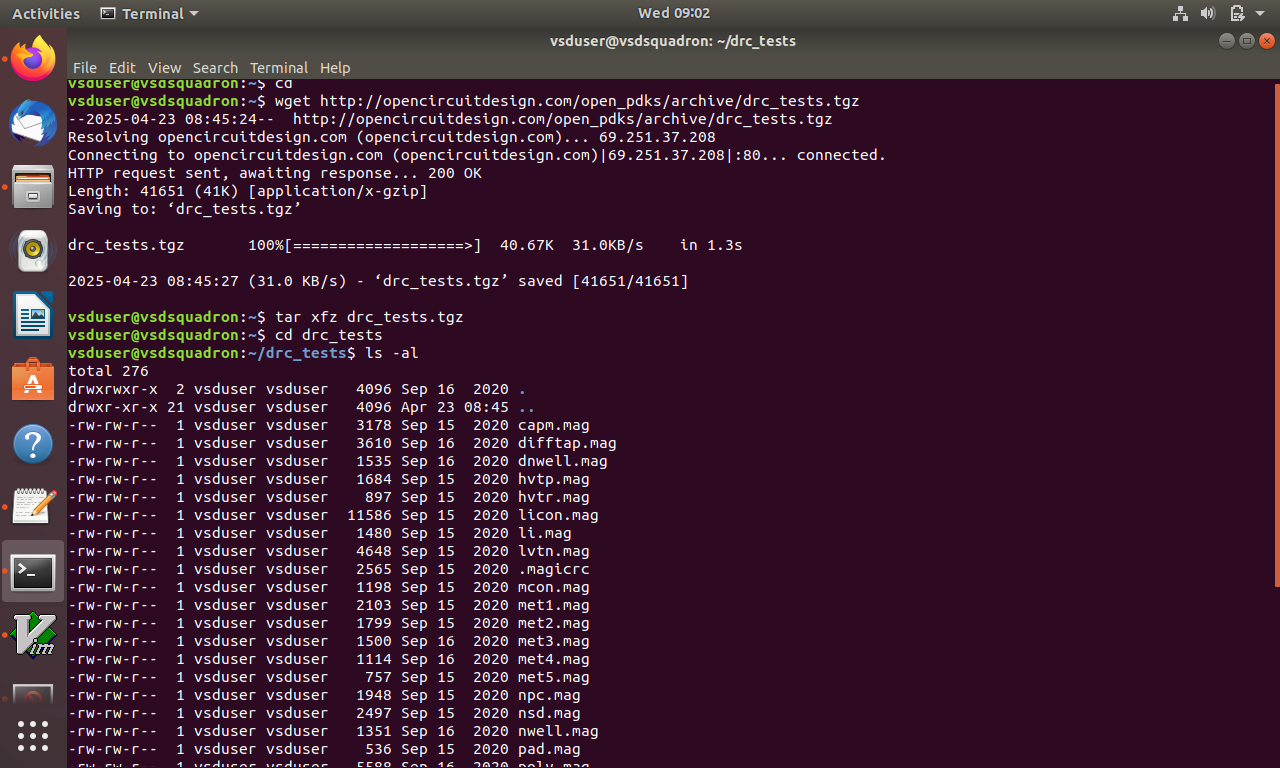 Activities
Terminal
Wed 09:02
vsduser@vsdsquadron: ~/drc_tests
File Edit View Search Terminal Help
vsduser@vsdsquadron:~$ cd
vsduser@vsdsquadron:~$ wget http://opencircuitdesign.com/open_pdks/archive/drc_tests.tgz
--2025-04-23 08:45:24--  http://opencircuitdesign.com/open_pdks/archive/drc_tests.tgz
Resolving opencircuitdesign.com (opencircuitdesign.com)... 69.251.37.208
Connecting to opencircuitdesign.com (opencircuitdesign.com)|69.251.37.208|:80... connected.
HTTP request sent, awaiting response... 200 OK
Length: 41651 (41K) [application/x-gzip]
Saving to: ‘drc_tests.tgz’
drc_tests.tgz       100%[===================>]  40.67K  31.0KB/s    in 1.3s
2025-04-23 08:45:27 (31.0 KB/s) - ‘drc_tests.tgz’ saved [41651/41651]
vsduser@vsdsquadron:~$ tar xfz drc_tests.tgz
vsduser@vsdsquadron:~$ cd drc_tests
vsduser@vsdsquadron:~/drc_tests$ ls -al
total 276
drwxrwxr-x  2 vsduser vsduser   4096 Sep 16  2020 .
drwxr-xr-x 21 vsduser vsduser   4096 Apr 23 08:45 ..
-rw-rw-r--  1 vsduser vsduser   3178 Sep 15  2020 capm.mag
-rw-rw-r--  1 vsduser vsduser   3610 Sep 16  2020 difftap.mag
-rw-rw-r--  1 vsduser vsduser   1535 Sep 16  2020 dnwell.mag
-rw-rw-r--  1 vsduser vsduser   1684 Sep 15  2020 hvtp.mag
-rw-rw-r--  1 vsduser vsduser    897 Sep 15  2020 hvtr.mag
-rw-rw-r--  1 vsduser vsduser  11586 Sep 15  2020 licon.mag
-rw-rw-r--  1 vsduser vsduser   1480 Sep 15  2020 li.mag
-rw-rw-r--  1 vsduser vsduser   4648 Sep 15  2020 lvtn.mag
-rw-rw-r--  1 vsduser vsduser   2565 Sep 15  2020 .magicrc
-rw-rw-r--  1 vsduser vsduser   1198 Sep 15  2020 mcon.mag
-rw-rw-r--  1 vsduser vsduser   2103 Sep 15  2020 met1.mag
-rw-rw-r--  1 vsduser vsduser   1799 Sep 15  2020 met2.mag
-rw-rw-r--  1 vsduser vsduser   1500 Sep 16  2020 met3.mag
-rw-rw-r--  1 vsduser vsduser   1114 Sep 16  2020 met4.mag
-rw-rw-r--  1 vsduser vsduser    757 Sep 15  2020 met5.mag
-rw-rw-r--  1 vsduser vsduser   1948 Sep 15  2020 npc.mag
-rw-rw-r--  1 vsduser vsduser   2497 Sep 15  2020 nsd.mag
-rw-rw-r--  1 vsduser vsduser   1351 Sep 16  2020 nwell.mag
-rw-rw-r--  1 vsduser vsduser    536 Sep 15  2020 pad.mag
-rw-rw-r--  1 vsduser vsduser   5588 Sep 16  2020 poly.mag
Vim